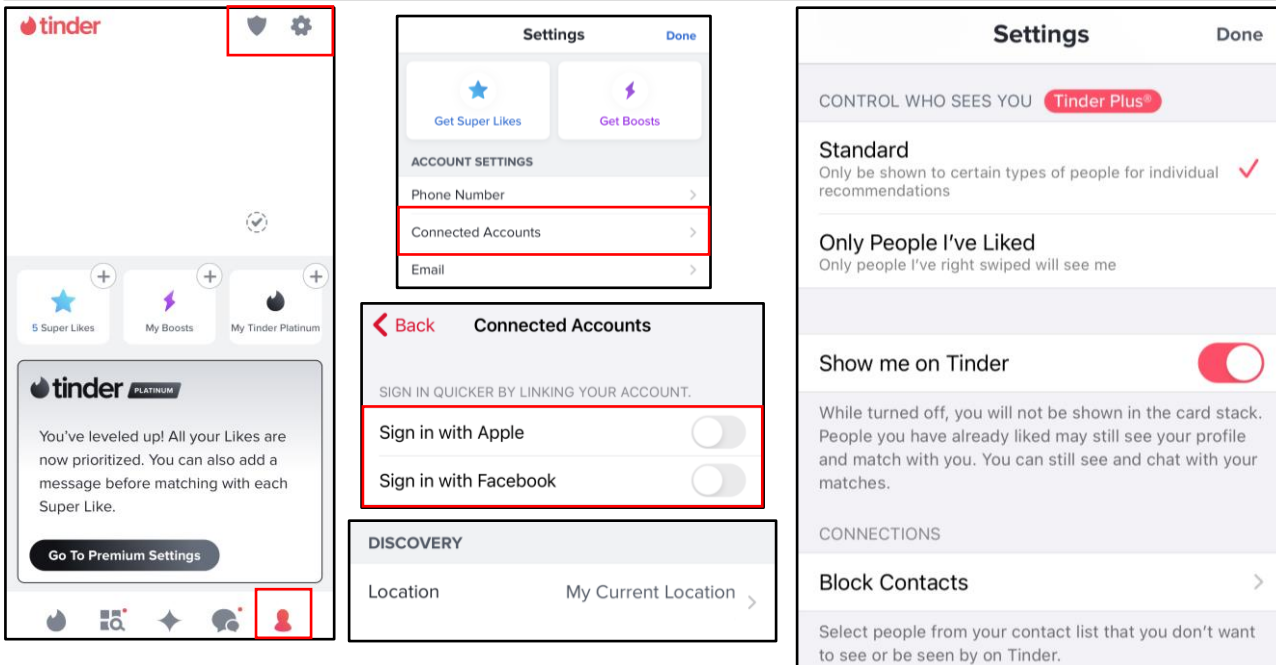 tinder
5 Super Likes
My Boosts
My Tinder Platinum
tinder PLATINUM
You've leveled up! All your Likes are
now prioritized. You can also add a
message before matching with each
Super Like.
Go To Premium Settings
Settings
Done
Get Super Likes
Get Boosts
ACCOUNT SETTINGS
Phone Number
Connected Accounts
Email
Back
Connected Accounts
SIGN IN QUICKER BY LINKING YOUR ACCOUNT.
Sign in with Apple
Sign in with Facebook
DISCOVERY
Location
My Current Location
Settings
Done
CONTROL WHO SEES YOU Tinder Plus®
Standard
Only be shown to certain types of people for individual
recommendations
Only People I've Liked
Only people I've right swiped will see me
Show me on Tinder
While turned off, you will not be shown in the card stack.
People you have already liked may still see your profile
and match with you. You can still see and chat with your
matches.
CONNECTIONS
Block Contacts
Select people from your contact list that you don't want
to see or be seen by on Tinder.